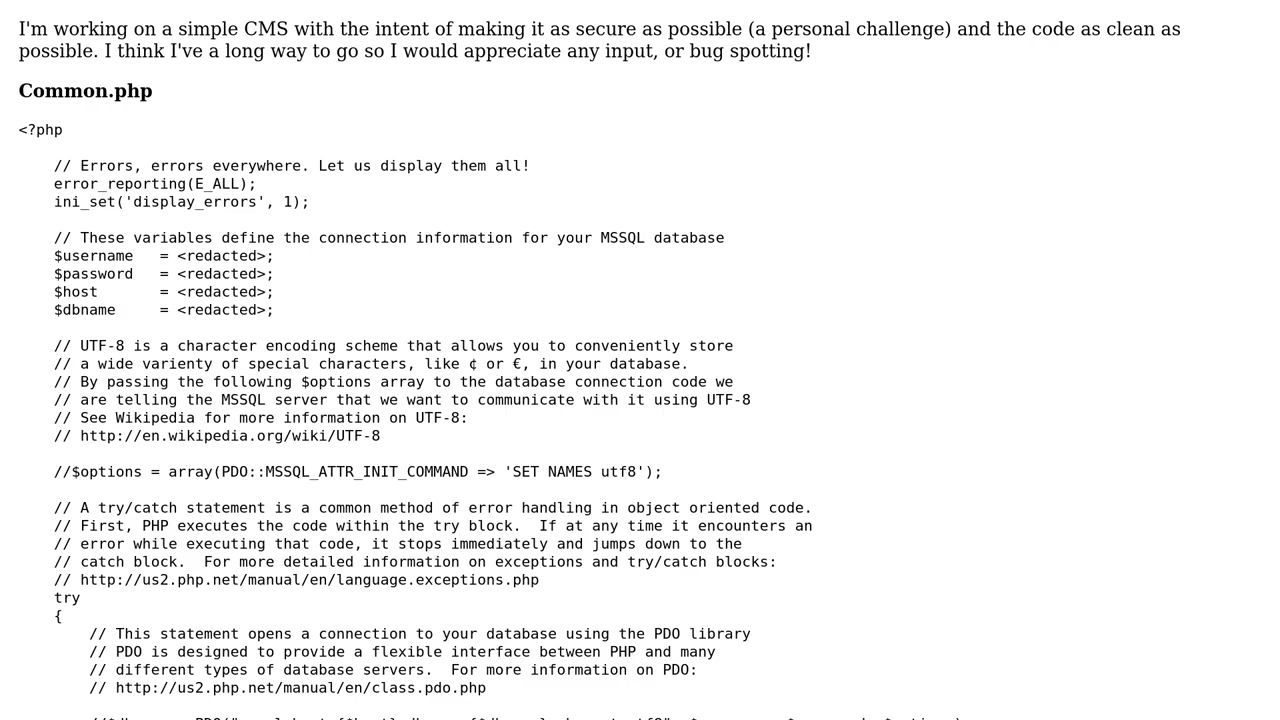 I'm working on a simple CMS with the intent of making it as secure as possible (a personal challenge) and the code as clean as
possible. I think I've a long way to go so I would appreciate any input, or bug spotting!
Common.php
<?php
// Errors, errors everywhere. Let us display them all!
error_reporting(E_ALL);
ini_set('display_errors', 1);
// These variables define the connection information for your MSSQL database
$username   = <redacted>;
$password   = <redacted>;
$host       = <redacted>;
$dbname     = <redacted>;
// UTF-8 is a character encoding scheme that allows you to conveniently store
// a wide varienty of special characters, like ¢ or €, in your database.
// By passing the following $options array to the database connection code we
// are telling the MSSQL server that we want to communicate with it using UTF-8
// See Wikipedia for more information on UTF-8:
// http://en.wikipedia.org/wiki/UTF-8
//$options = array(PDO::MSSQL_ATTR_INIT_COMMAND => 'SET NAMES utf8');
// A try/catch statement is a common method of error handling in object oriented code.
// First, PHP executes the code within the try block.  If at any time it encounters an
// error while executing that code, it stops immediately and jumps down to the
// catch block.  For more detailed information on exceptions and try/catch blocks:
// http://us2.php.net/manual/en/language.exceptions.php
try
{
// This statement opens a connection to your database using the PDO library
// PDO is designed to provide a flexible interface between PHP and many
// different types of database servers.  For more information on PDO:
// http://us2.php.net/manual/en/class.pdo.php